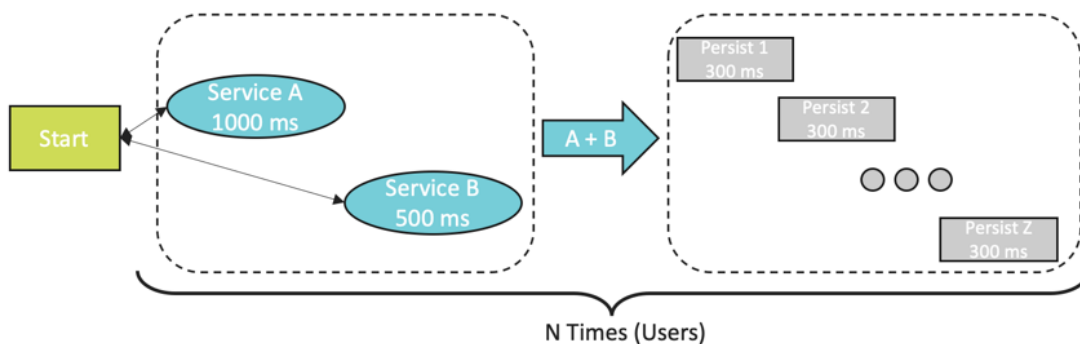 Start
Service A
1000 ms
Service B
500 ms
A + B
Persist 1
300 ms
Persist 2
300 ms
Persist Z
300 ms
N Times (Users)